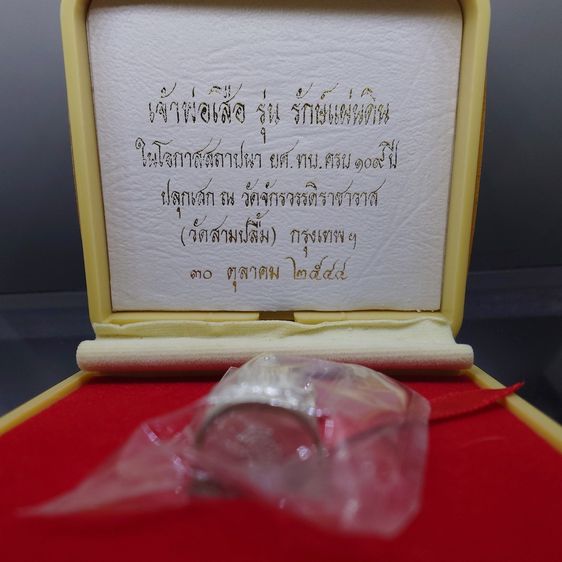 เจ้าพ่อเสือ รุ่น รักษ์แผ่นดิน
ในโอกาสสถาปนา ยศ.ทบ.ครบ ๑๐๙ ปี
ปลุกเสก ณ วัดจักรวรรดิราชาวาส
(วัดสามปลื้ม) กรุงเทพฯ
๓๐ ตุลาคม ๒๕๔๔